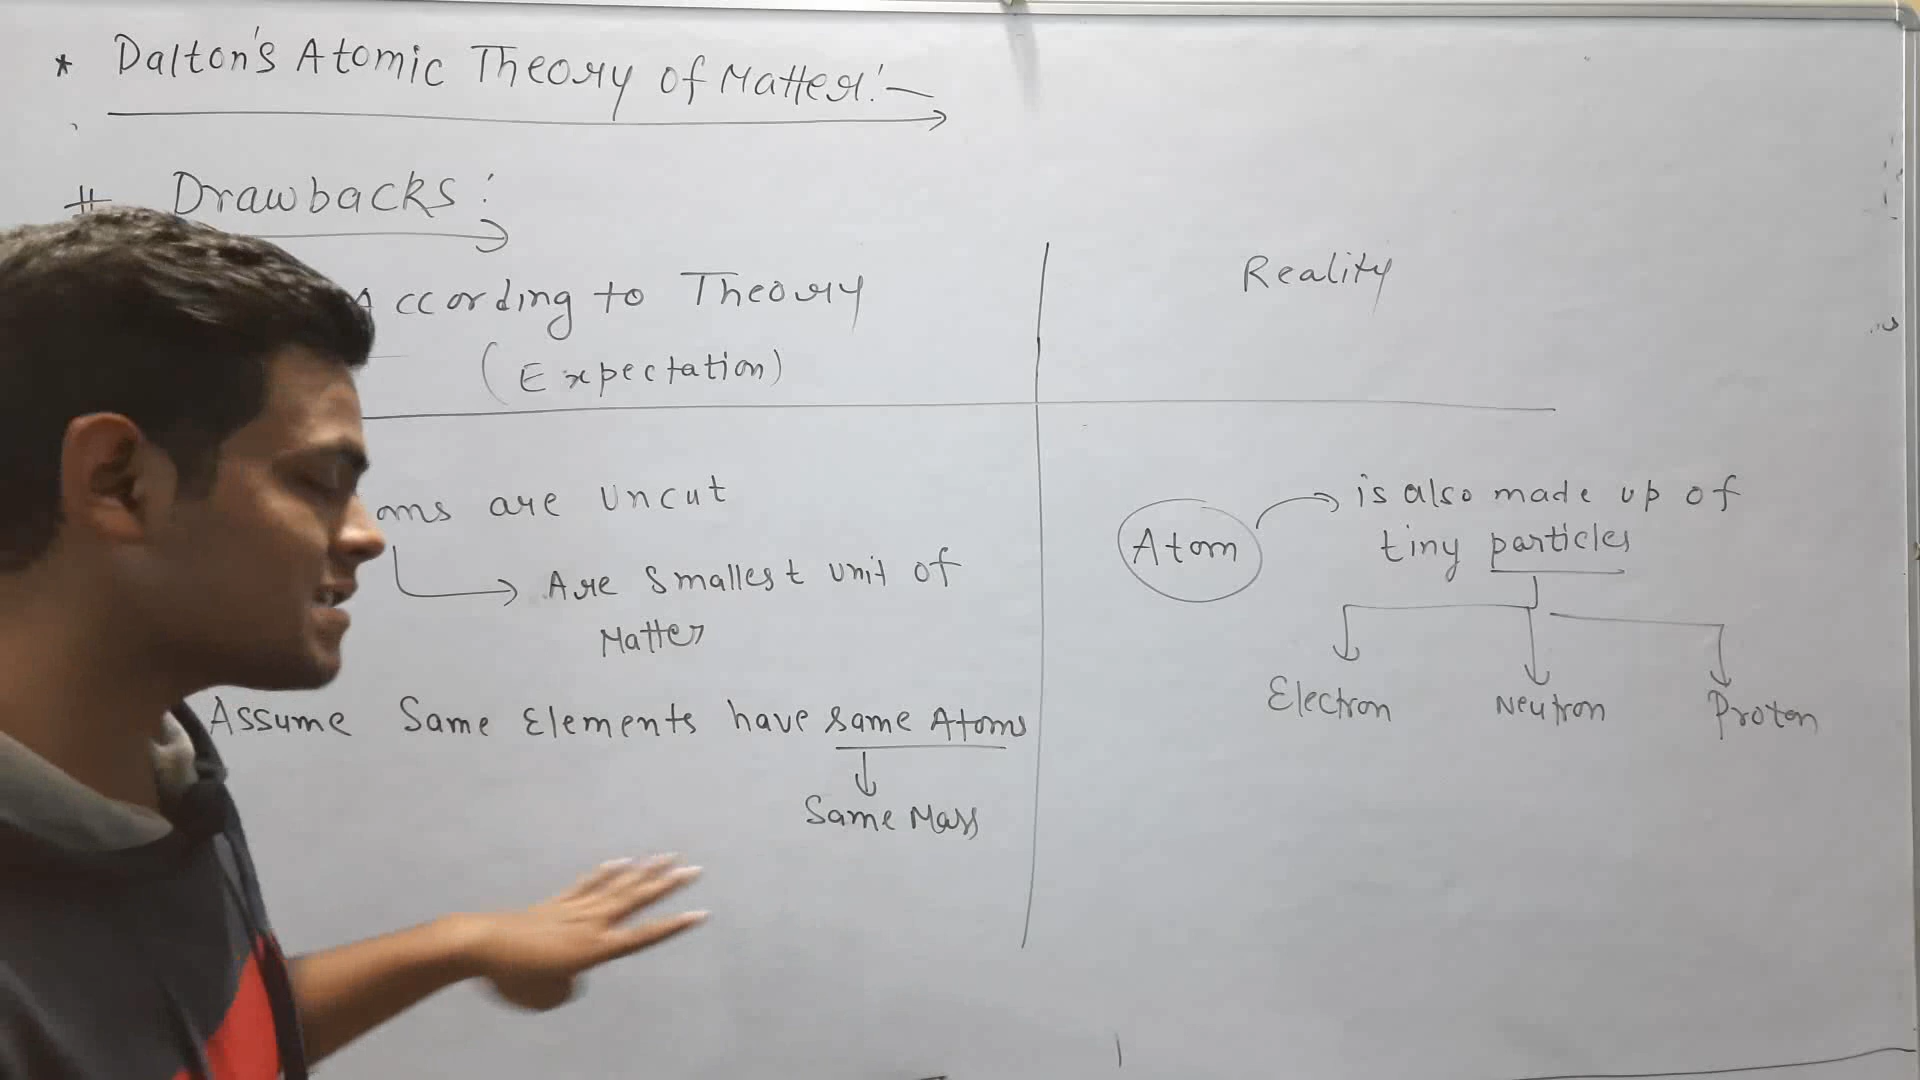 * Dalton's Atomic Theory of Matter:-
# Drawbacks:
According to Theory
(Expectation)
Reality
oms are uncut
Are smallest unit of
Matter
Assume Same Elements have same Atoms
Same Mass
Atom
is also made up of
tiny particles
Electron Neutron Proton